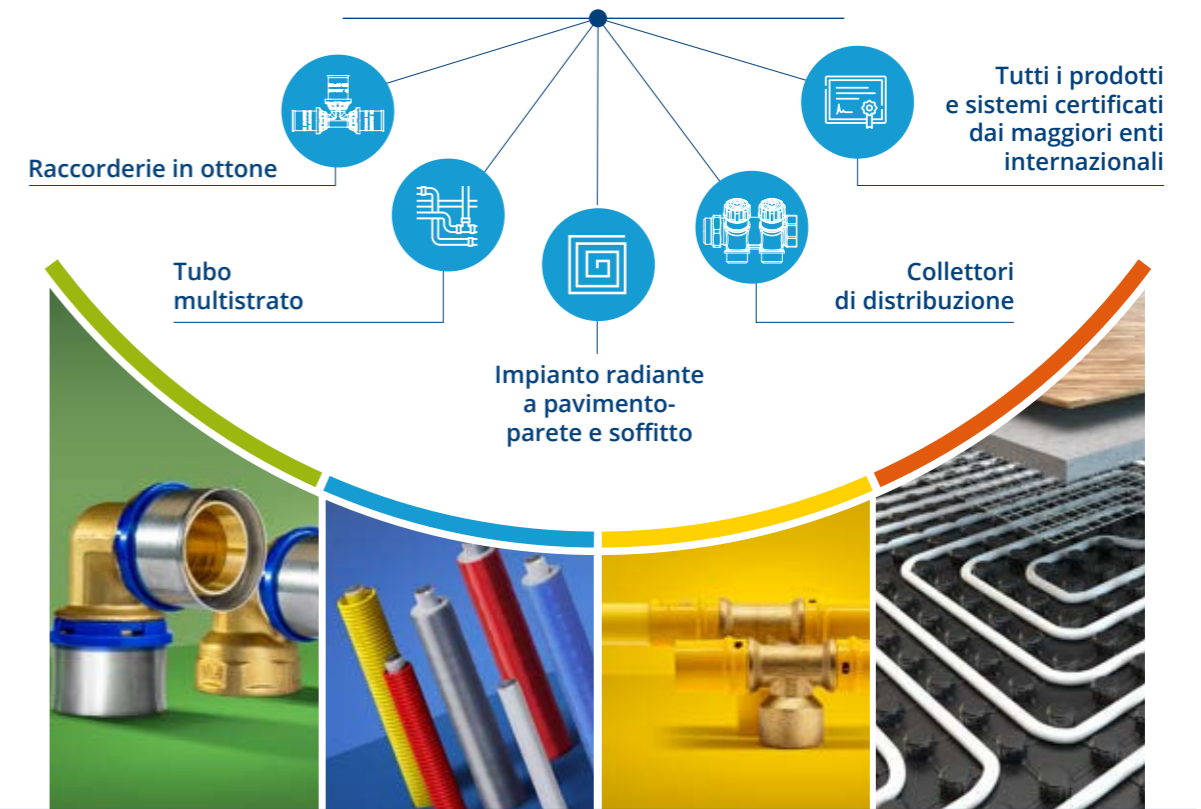 Raccorderie in ottone
Tubo
multistrato
Impianto radiante
a pavimento-
parete e soffitto
Collettori
di distribuzione
Tutti i prodotti
e sistemi certificati
dai maggiori enti
internazionali